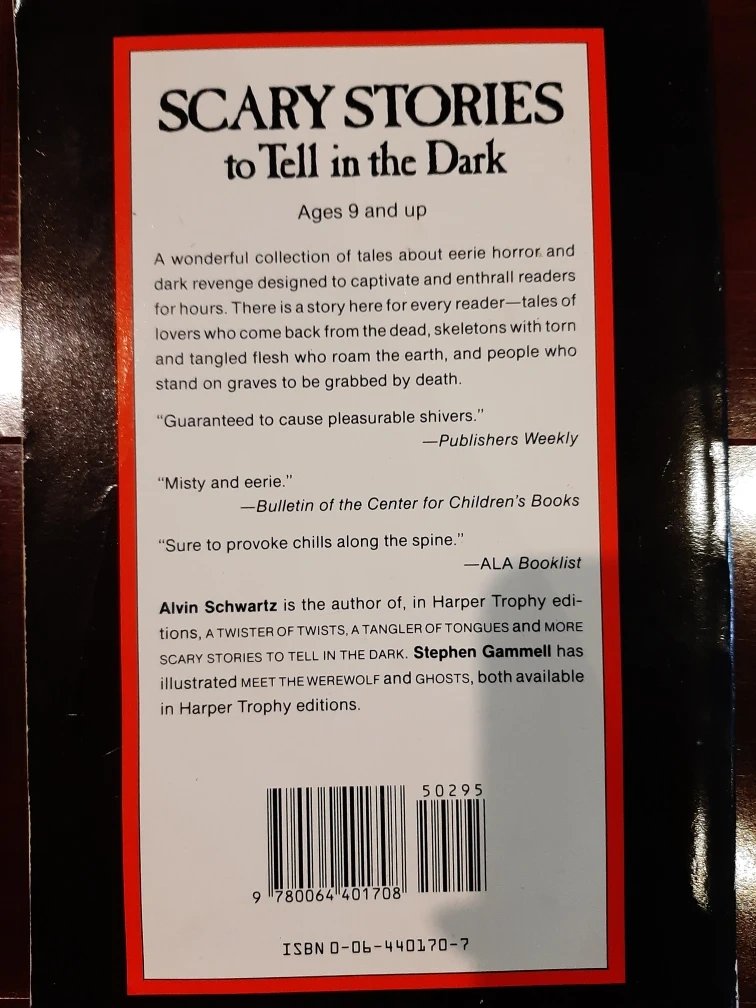 SCARY STORIES
to Tell in the Dark
Ages 9 and up
A wonderful collection of tales about eerie horror and
dark revenge designed to captivate and enthrall readers
for hours. There is a story here for every reader—tales of
lovers who come back from the dead, skeletons with torn
and tangled flesh who roam the earth, and people who
stand on graves to be grabbed by death.
“Guaranteed to cause pleasurable shivers.”
—Publishers Weekly
“Misty and eerie.”
—Bulletin of the Center for Children’s Books
“Sure to provoke chills along the spine.”
—ALA Booklist
Alvin Schwartz is the author of, in Harper Trophy edi-
tions, A TWISTER OF TWISTS, A TANGLER OF TONGUES and MORE
SCARY STORIES TO TELL IN THE DARK. Stephen Gammell has
illustrated MEET THE WEREWOLF and GHOSTS, both available
in Harper Trophy editions.
50295
9 780064 401708
ISBN 0-06-440170-7